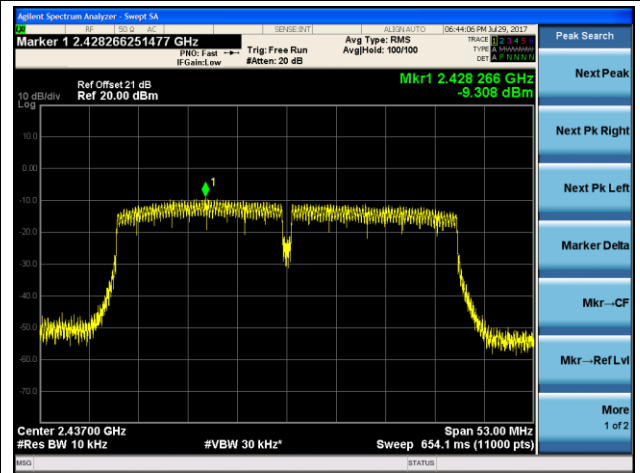 Agilent Spectrum Analyzer - Swept SA
RF 50 Ω AC SENSE:INT ALIGN AUTO 06:44:06 PM Jul 29, 2017
Marker 1 2.428266251477 GHz
PNO: Fast
IFGain:Low
Trig: Free Run
#Atten: 20 dB
Avg Type: RMS
Avg|Hold: 100/100
TRACE 1 2 3 4 5 6
TYPE A
DET A P N N N N
Peak Search
Ref Offset 21 dB
10 dB/div Ref 20.00 dBm
Log
Mkr1 2.428 266 GHz
-9.308 dBm
10.0
0.00
-10.0
-20.0
-30.0
-40.0
-50.0
-60.0
-70.0
1
Center 2.43700 GHz Span 53.00 MHz
#Res BW 10 kHz #VBW 30 kHz* Sweep 654.1 ms (11000 pts)
MSG STATUS
Next Peak
Next Pk Right
Next Pk Left
Marker Delta
Mkr→CF
Mkr→Ref Lvl
More
1 of 2